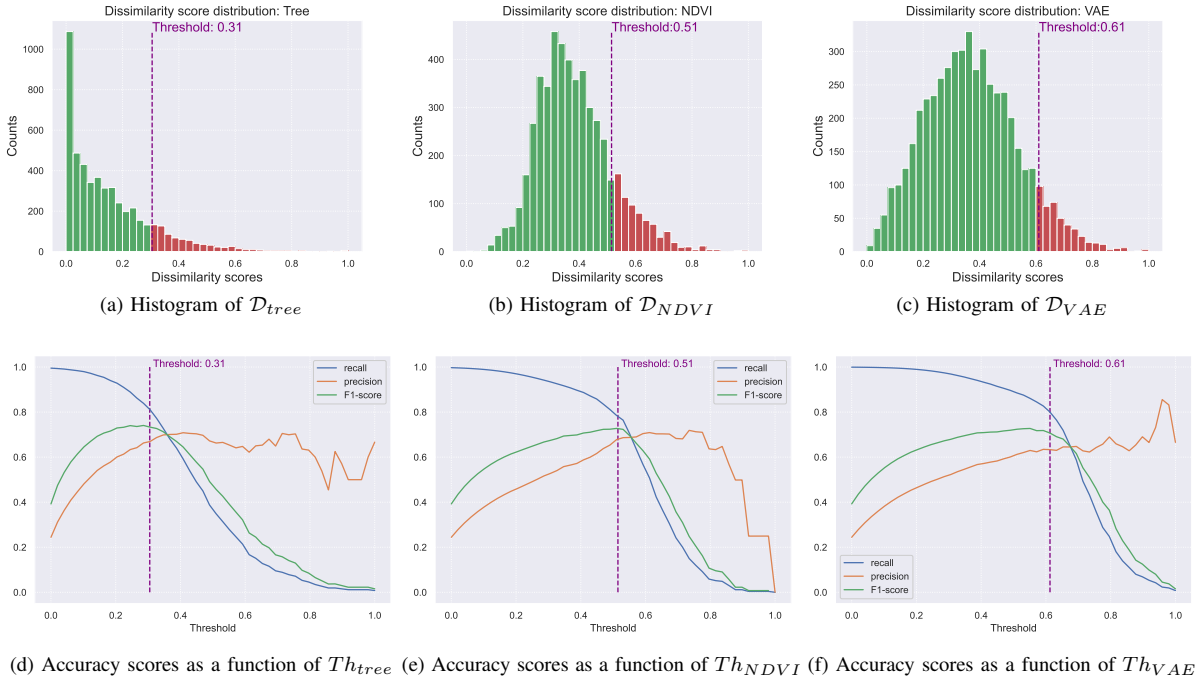 Dissimilarity score distribution: Tree
Threshold: 0.31
1000
800
600
400
200
0
Counts
0.0 0.2 0.4 0.6 0.8 1.0
Dissimilarity scores
(a) Histogram of D_tree
Dissimilarity score distribution: NDVI
Threshold:0.51
400
300
200
100
0
Counts
0.0 0.2 0.4 0.6 0.8 1.0
Dissimilarity scores
(b) Histogram of D_NDVI
Dissimilarity score distribution: VAE
Threshold:0.61
300
250
200
150
100
50
0
Counts
0.0 0.2 0.4 0.6 0.8 1.0
Dissimilarity scores
(c) Histogram of D_VAE
Threshold: 0.31
recall
precision
F1-score
1.0
0.8
0.6
0.4
0.2
0.0
0.0 0.2 0.4 0.6 0.8 1.0
Threshold
(d) Accuracy scores as a function of Th_tree
Threshold: 0.51
recall
precision
F1-score
1.0
0.8
0.6
0.4
0.2
0.0
0.0 0.2 0.4 0.6 0.8 1.0
Threshold
(e) Accuracy scores as a function of Th_NDVI
Threshold: 0.61
1.0
0.8
0.6
0.4
0.2
0.0
recall
precision
F1-score
0.0 0.2 0.4 0.6 0.8 1.0
Threshold
(f) Accuracy scores as a function of Th_VAE